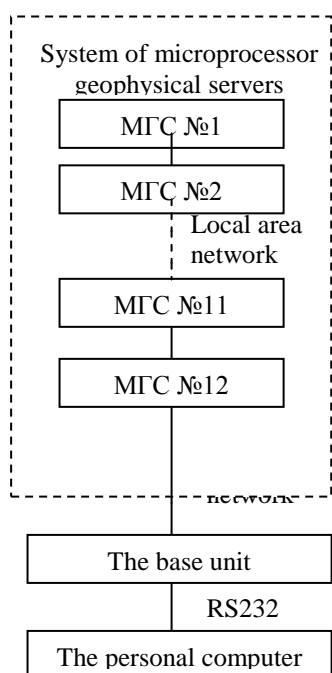 System of microprocessor
geophysical servers
МГС №1
МГС №2
Local area
network
МГС №11
МГС №12
network
The base unit
RS232
The personal computer